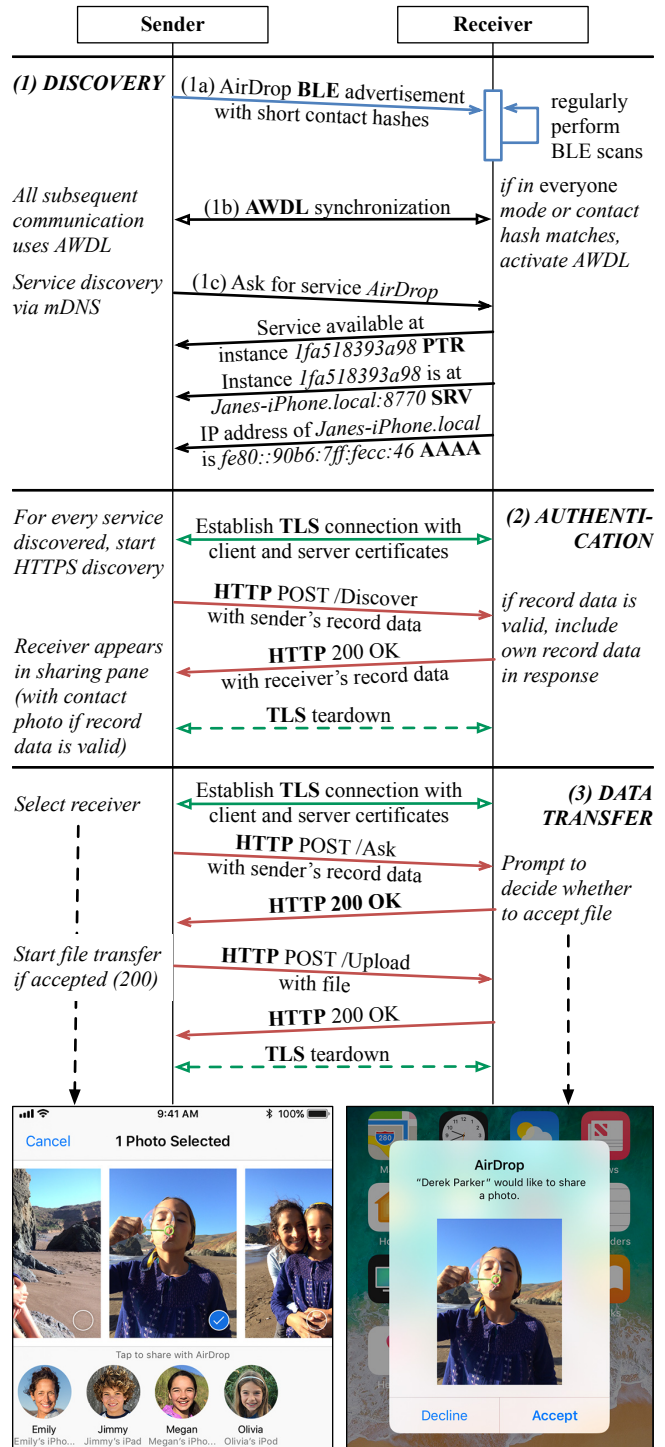 Sender
Receiver
(1) DISCOVERY
(1a) AirDrop BLE advertisement
with short contact hashes
regularly
perform
BLE scans
All subsequent
communication
uses AWDL
(1b) AWDL synchronization
if in everyone
mode or contact
hash matches,
activate AWDL
Service discovery
via mDNS
(1c) Ask for service AirDrop
Service available at
instance 1fa518393a98 PTR
Instance 1fa518393a98 is at
Janes-iPhone.local:8770 SRV
IP address of Janes-iPhone.local
is fe80::90b6:7ff:fecc:46 AAAA
For every service
discovered, start
HTTPS discovery
Establish TLS connection with
client and server certificates
(2) AUTHENTI-
CATION
HTTP POST /Discover
with sender's record data
if record data is
valid, include
own record data
in response
Receiver appears
in sharing pane
(with contact
photo if record
data is valid)
HTTP 200 OK
with receiver's record data
TLS teardown
Select receiver
Establish TLS connection with
client and server certificates
(3) DATA
TRANSFER
HTTP POST /Ask
with sender's record data
Prompt to
decide whether
to accept file
HTTP 200 OK
Start file transfer
if accepted (200)
HTTP POST /Upload
with file
HTTP 200 OK
TLS teardown
9:41 AM
100%
Cancel
1 Photo Selected
Tap to share with AirDrop
Emily
Emily's iPho...
Jimmy
Jimmy's iPad
Megan
Megan's iPho...
Olivia
Olivia's iPod
280
AirDrop
"Derek Parker" would like to share
a photo.
Decline
Accept